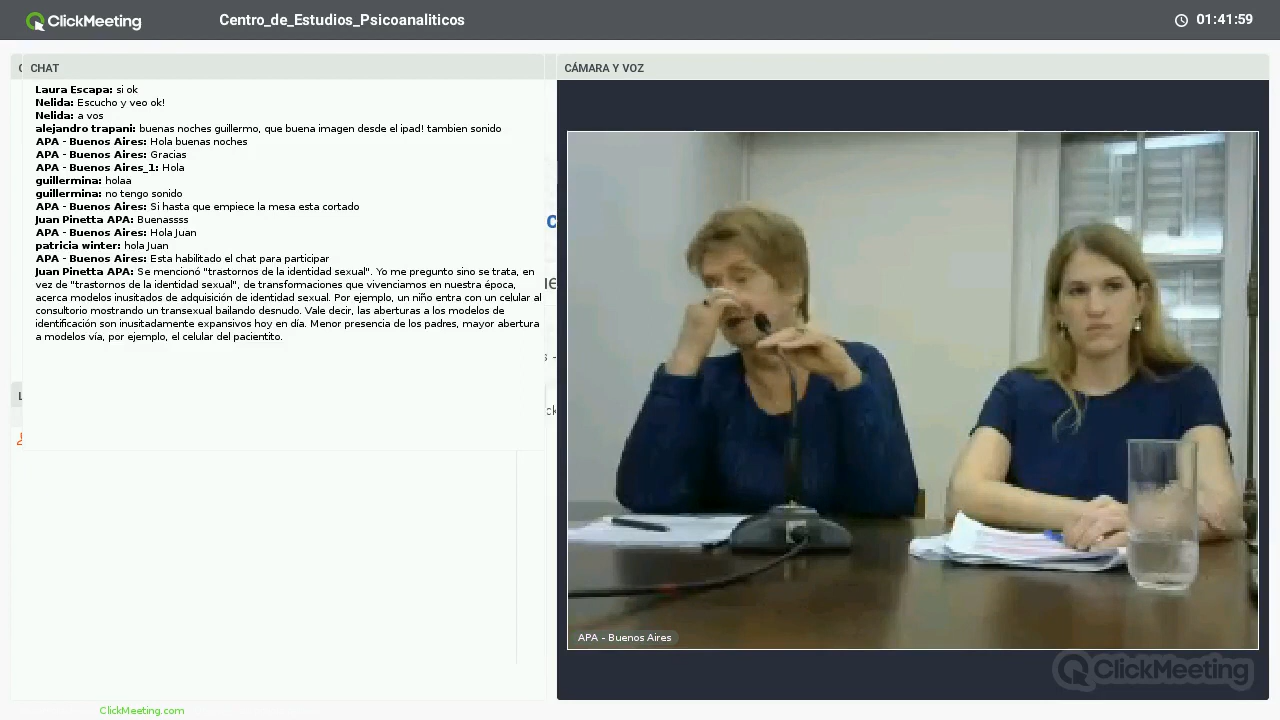 ClickMeeting
Centro_de_Estudios_Psicoanaliticos
01:41:59
CHAT
Laura Escapa: si ok
Nelida: Escucho y veo ok!
Nelida: a vos
alejandro trapani: buenas noches guillermo, que buena imagen desde el ipad! tambien sonido
APA - Buenos Aires: Hola buenas noches
APA - Buenos Aires: Gracias
APA - Buenos Aires_1: Hola
guillermina: holaa
guillermina: no tengo sonido
APA - Buenos Aires: Si hasta que empiece la mesa esta cortado
Juan Pinetta APA: Buenassss
APA - Buenos Aires: Hola Juan
patricia winter: hola Juan
APA - Buenos Aires: Esta habilitado el chat para participar
Juan Pinetta APA: Se mencionó "trastornos de la identidad sexual". Yo me pregunto sino se trata, en
vez de "trastornos de la identidad sexual", de transformaciones que vivenciamos en nuestra época,
acerca modelos inusitados de adquisición de identidad sexual. Por ejemplo, un niño entra con un celular al
consultorio mostrando un transexual bailando desnudo. Vale decir, las aberturas a los modelos de
identificación son inusitadamente expansivos hoy en día. Menor presencia de los padres, mayor abertura
a modelos vía, por ejemplo, el celular del pacientito.
CÁMARA Y VOZ
APA - Buenos Aires
ClickMeeting
ClickMeeting.com